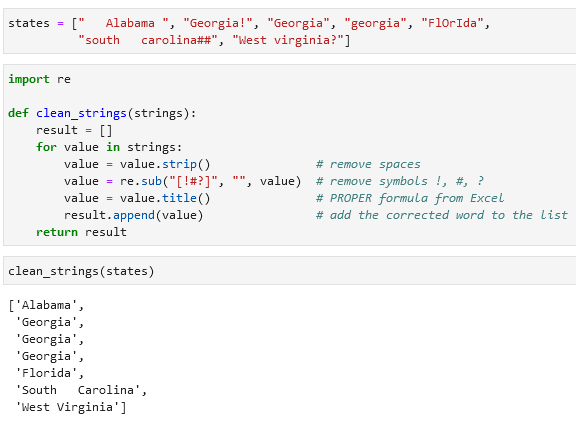 states = ["   Alabama ", "Georgia!", "Georgia", "georgia", "FlOrIda",
          "south   carolina##", "West virginia?"]
import re

def clean_strings(strings):
    result = []
    for value in strings:
        value = value.strip()               # remove spaces
        value = re.sub("[!#?]", "", value)  # remove symbols !, #, ?
        value = value.title()               # PROPER formula from Excel
        result.append(value)                # add the corrected word to the list
    return result
clean_strings(states)
['Alabama',
 'Georgia',
 'Georgia',
 'Georgia',
 'Florida',
 'South   Carolina',
 'West Virginia']